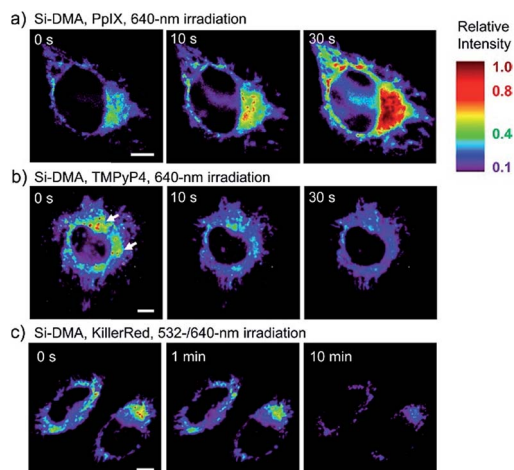 a) Si-DMA, PpIX, 640-nm irradiation
0 s
10 s
30 s
Relative
Intensity
1.0
0.8
0.4
0.1
b) Si-DMA, TMPyP4, 640-nm irradiation
0 s
10 s
30 s
c) Si-DMA, KillerRed, 532-/640-nm irradiation
0 s
1 min
10 min